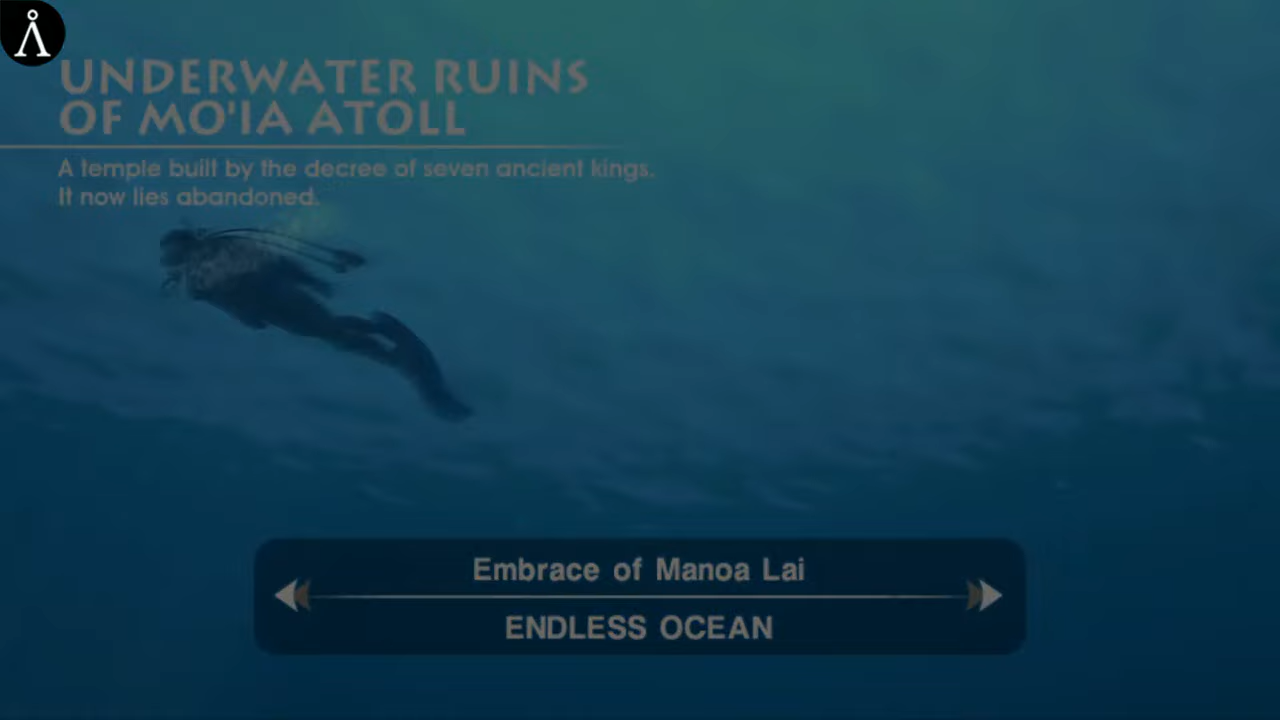 UNDERWATER RUINS
OF MO'IA ATOLL
A temple built by the decree of seven ancient kings.
It now lies abandoned.
Embrace of Manoa Lai
ENDLESS OCEAN